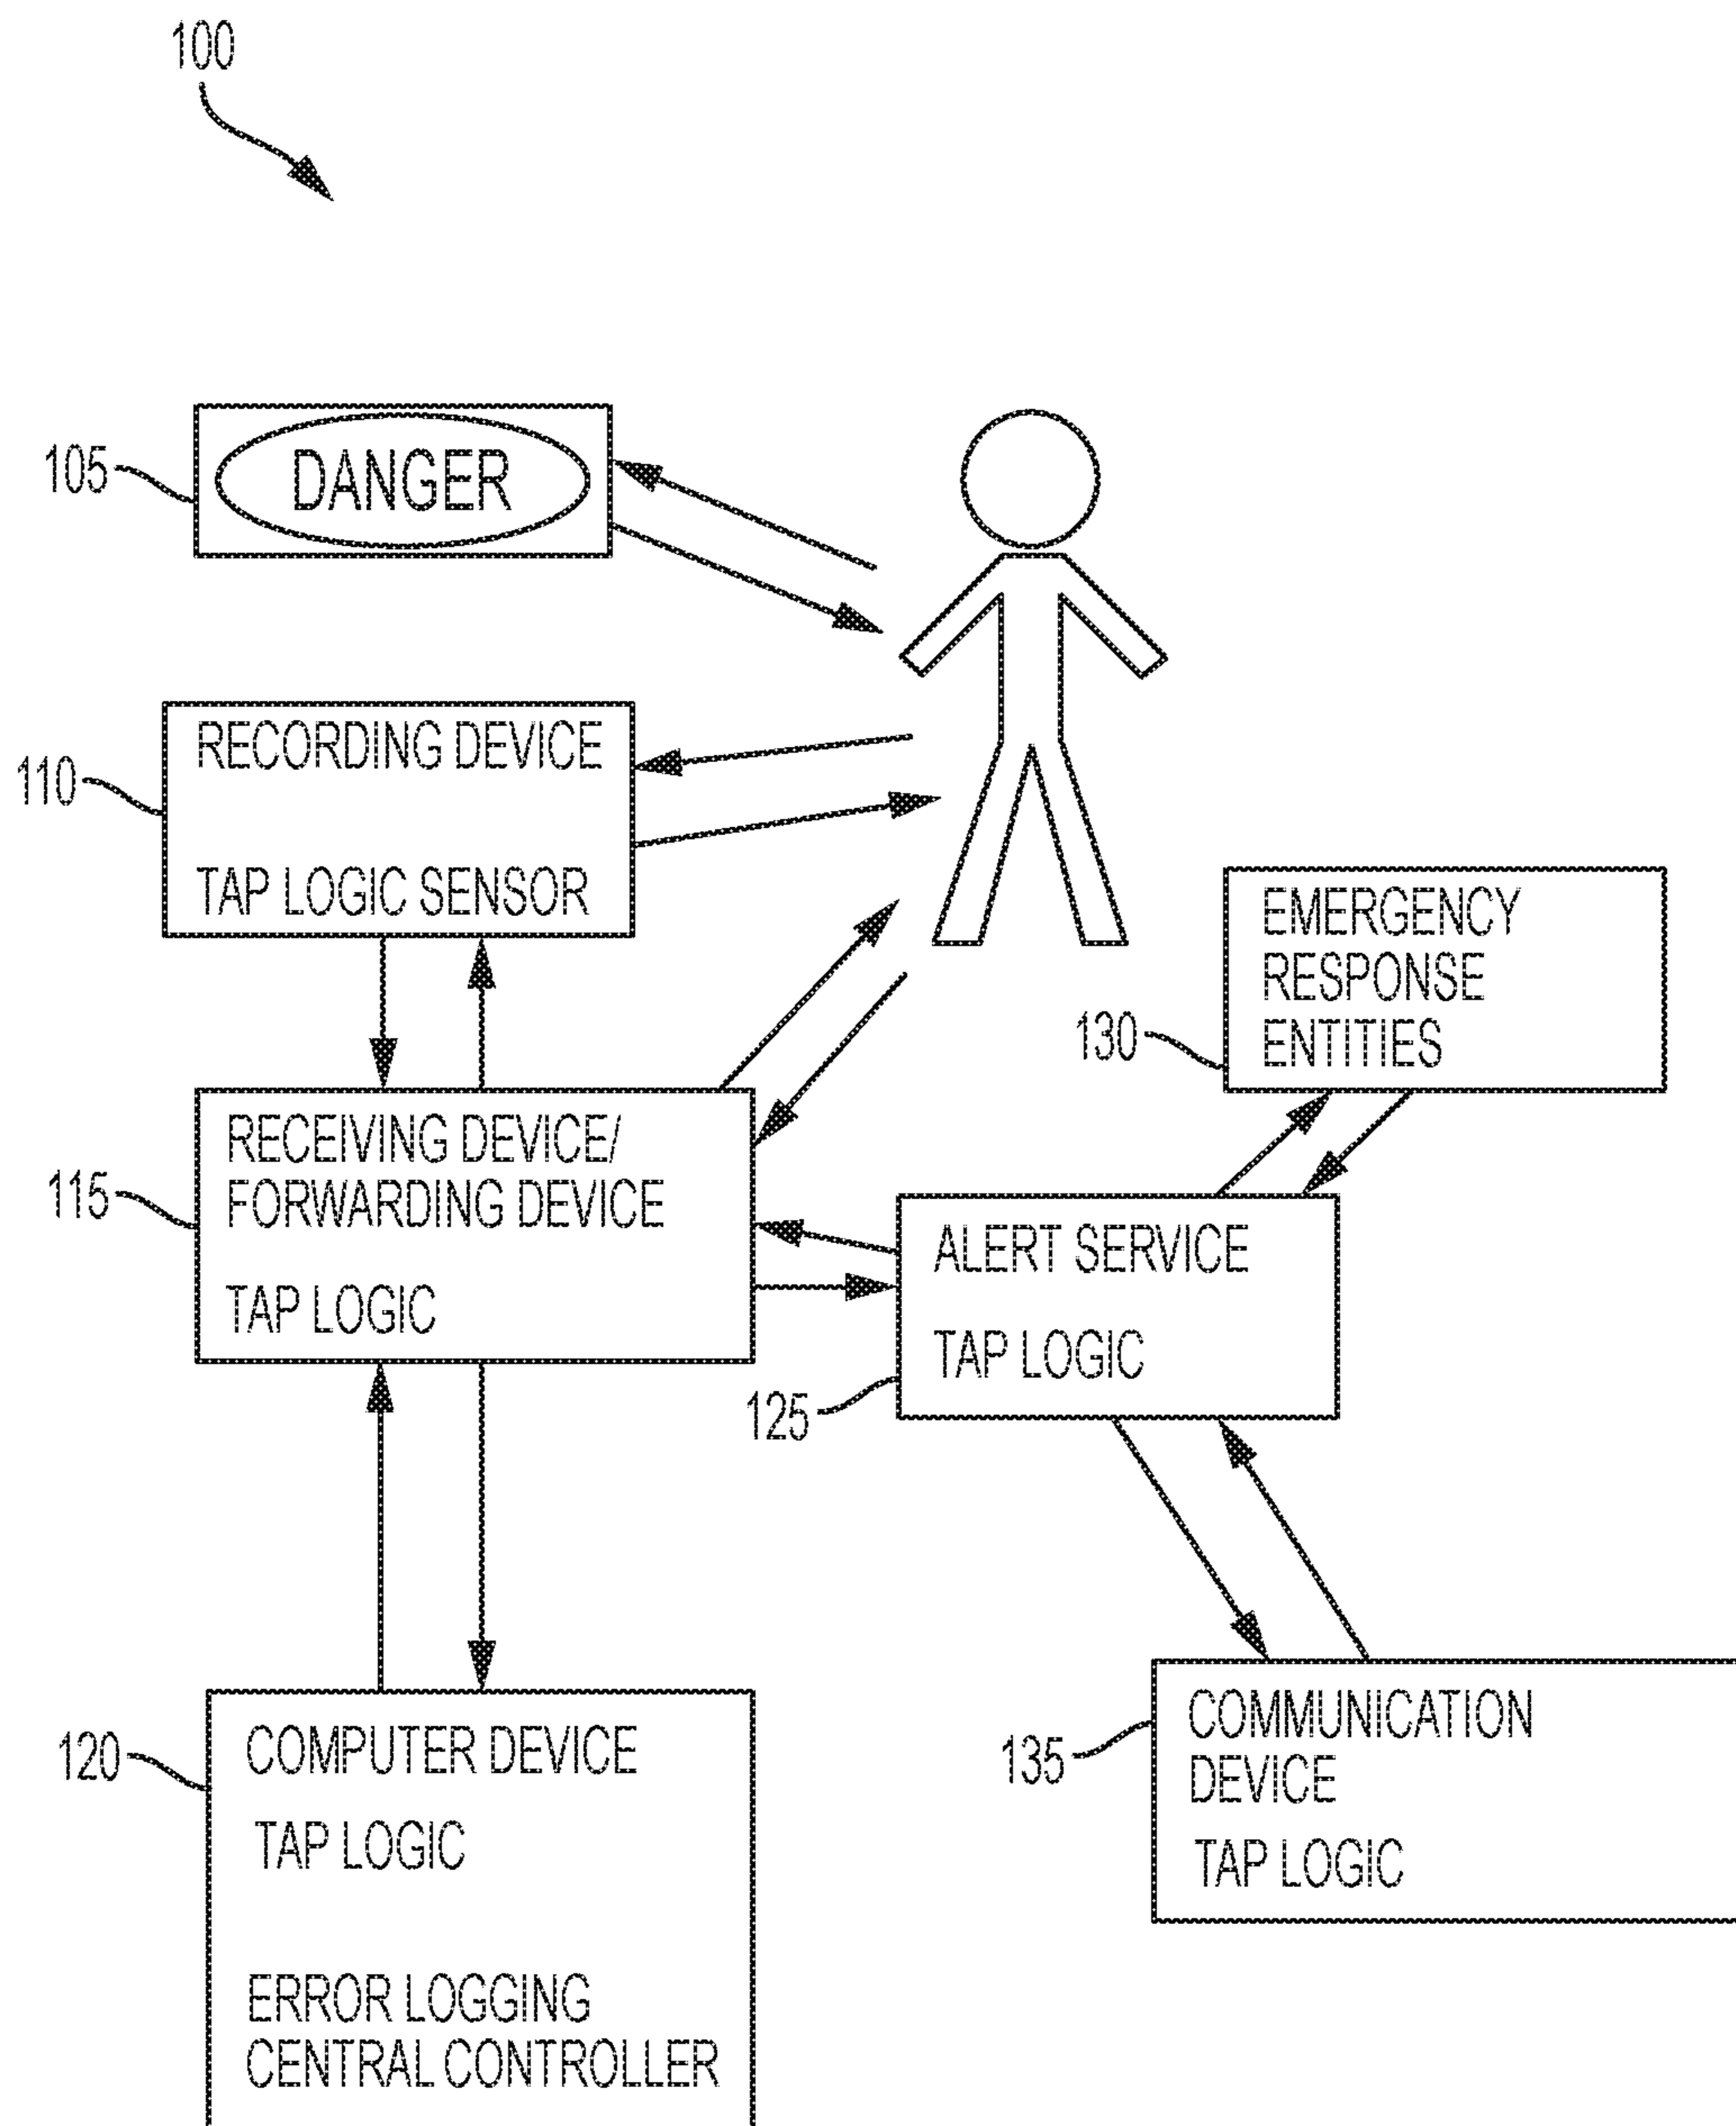 100
105
DANGER
110
RECORDING DEVICE
TAP LOGIC SENSOR
130
EMERGENCY
RESPONSE
ENTITIES
115
RECEIVING DEVICE/
FORWARDING DEVICE
TAP LOGIC
125
ALERT SERVICE
TAP LOGIC
120
COMPUTER DEVICE
TAP LOGIC
ERROR LOGGING
CENTRAL CONTROLLER
135
COMMUNICATION
DEVICE
TAP LOGIC